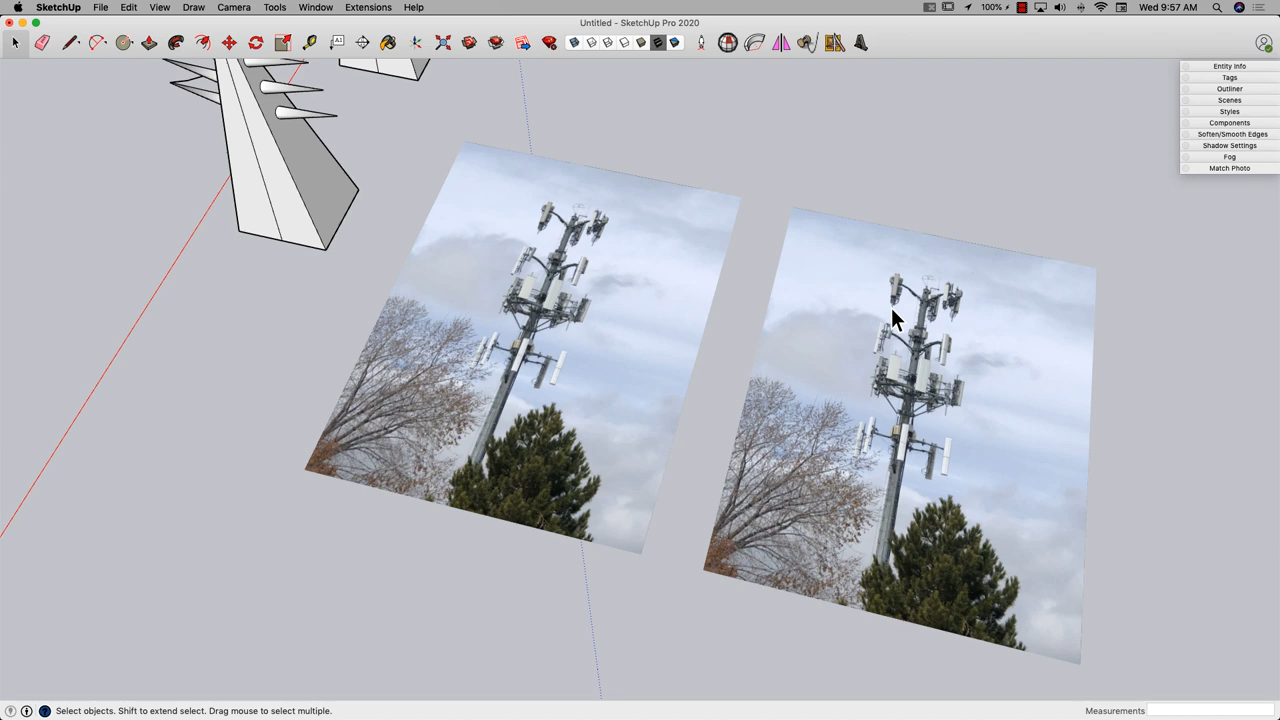 SketchUp File Edit View Draw Camera Tools Window Extensions Help 100% Wed 9:57 AM
Untitled - SketchUp Pro 2020
Entity Info
Tags
Outliner
Scenes
Styles
Components
Soften/Smooth Edges
Shadow Settings
Fog
Match Photo
Select objects. Shift to extend select. Drag mouse to select multiple. Measurements